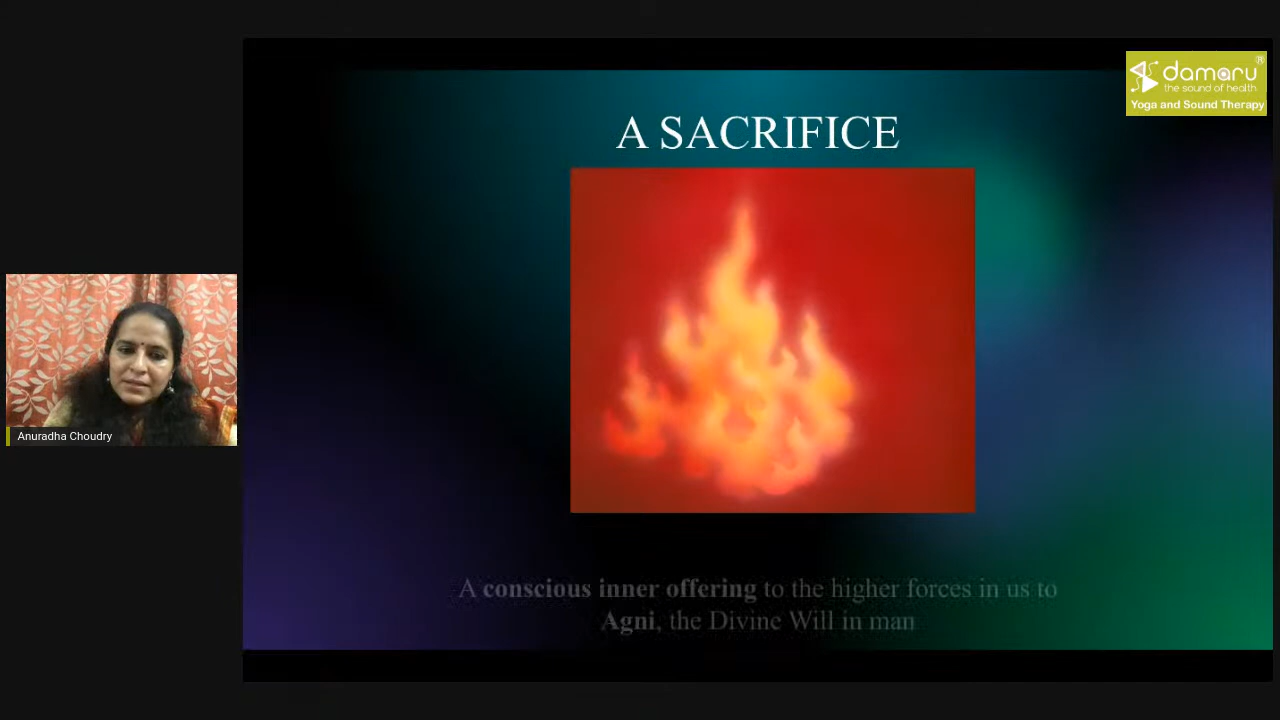 damaru®
the sound of health
Yoga and Sound Therapy
A SACRIFICE
Anuradha Choudry
A conscious inner offering to the higher forces in us to
Agni, the Divine Will in man